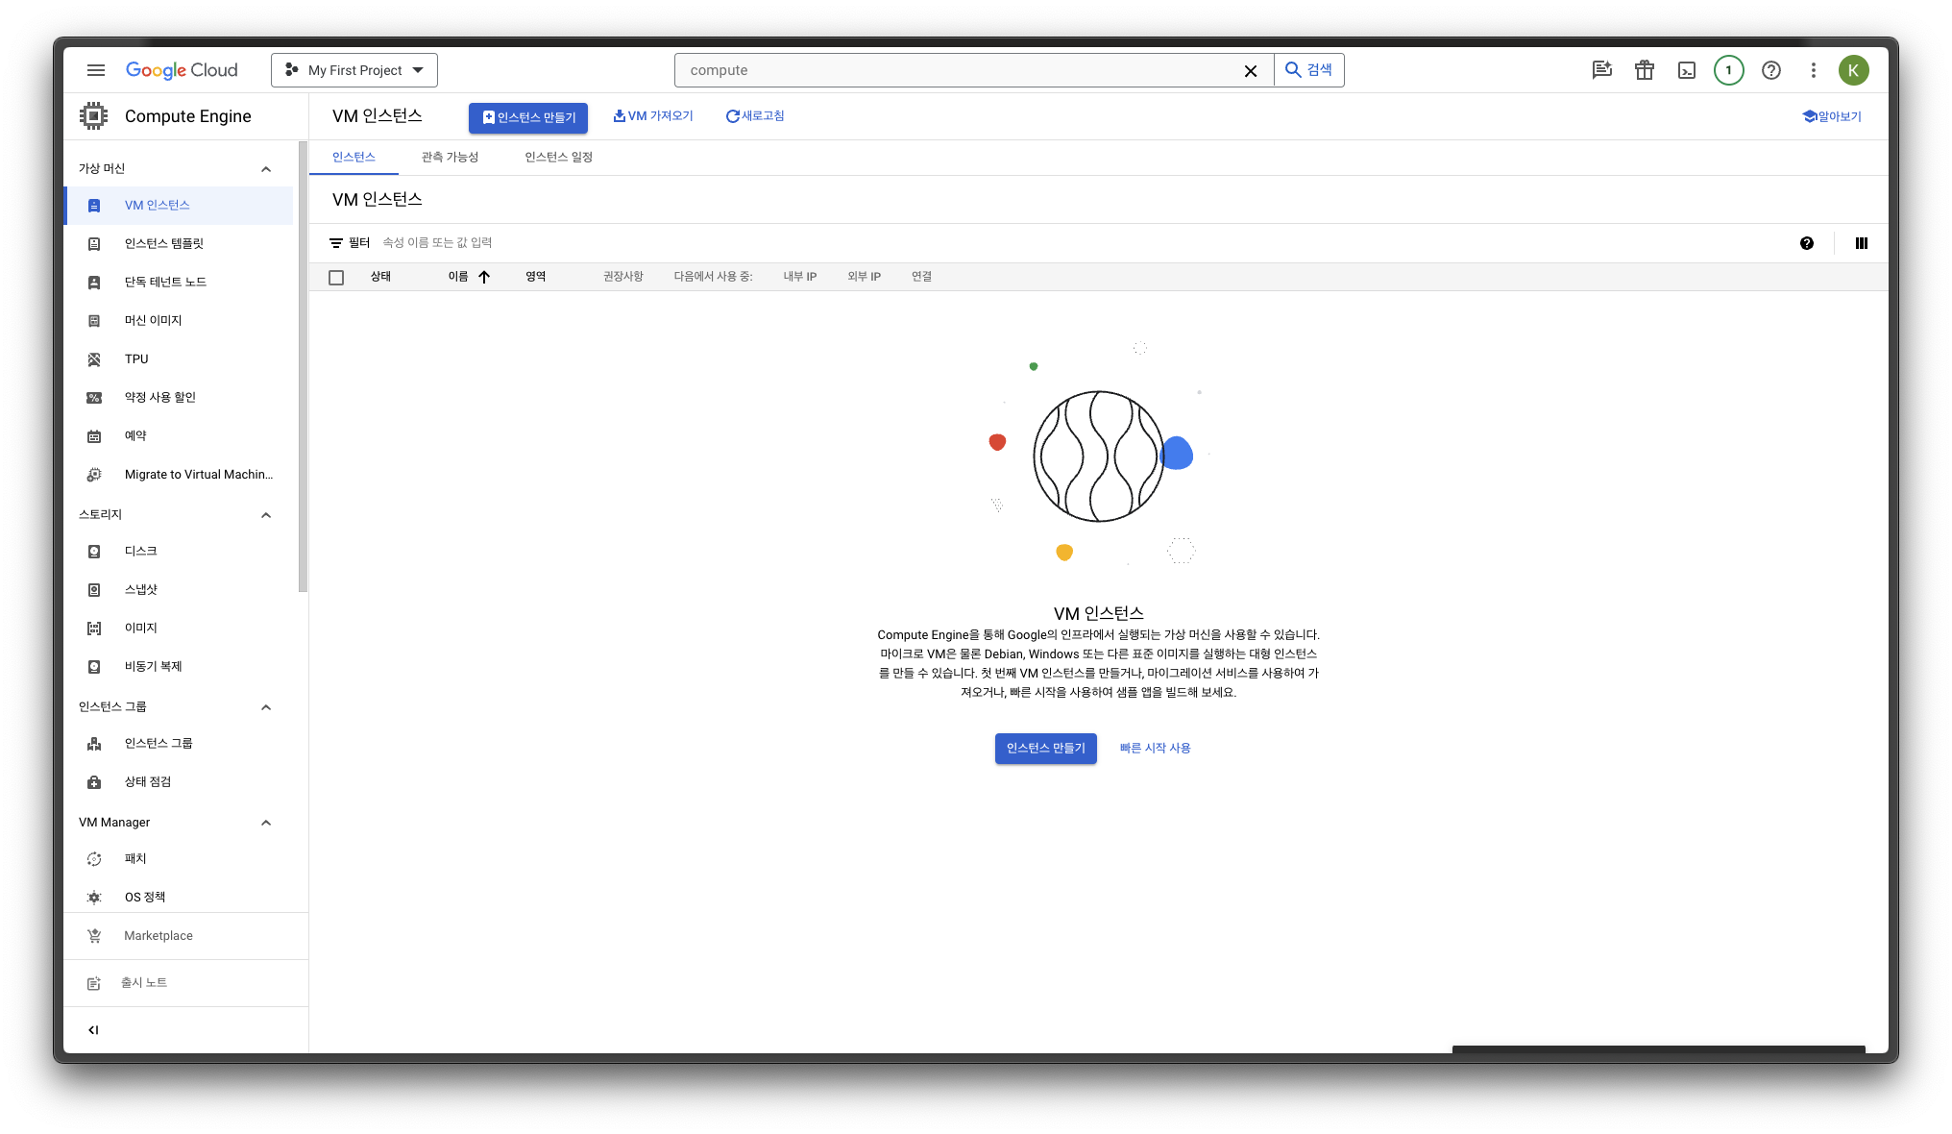 Google Cloud
My First Project
compute
검색
1
K
Compute Engine
VM 인스턴스
인스턴스 만들기
VM 가져오기
새로고침
알아보기
가상 머신
VM 인스턴스
인스턴스 템플릿
단독 테넌트 노드
머신 이미지
TPU
약정 사용 할인
예약
Migrate to Virtual Machin...
스토리지
디스크
스냅샷
이미지
비동기 복제
인스턴스 그룹
인스턴스 그룹
상태 점검
VM Manager
패치
OS 정책
Marketplace
출시 노트
인스턴스
관측 가능성
인스턴스 일정
VM 인스턴스
필터 속성 이름 또는 값 입력
상태 이름 영역 권장사항 다음에서 사용 중: 내부 IP 외부 IP 연결
VM 인스턴스
Compute Engine을 통해 Google의 인프라에서 실행되는 가상 머신을 사용할 수 있습니다.
마이크로 VM은 물론 Debian, Windows 또는 다른 표준 이미지를 실행하는 대형 인스턴스
를 만들 수 있습니다. 첫 번째 VM 인스턴스를 만들거나, 마이그레이션 서비스를 사용하여 가
져오거나, 빠른 시작을 사용하여 샘플 앱을 빌드해 보세요.
인스턴스 만들기
빠른 시작 사용